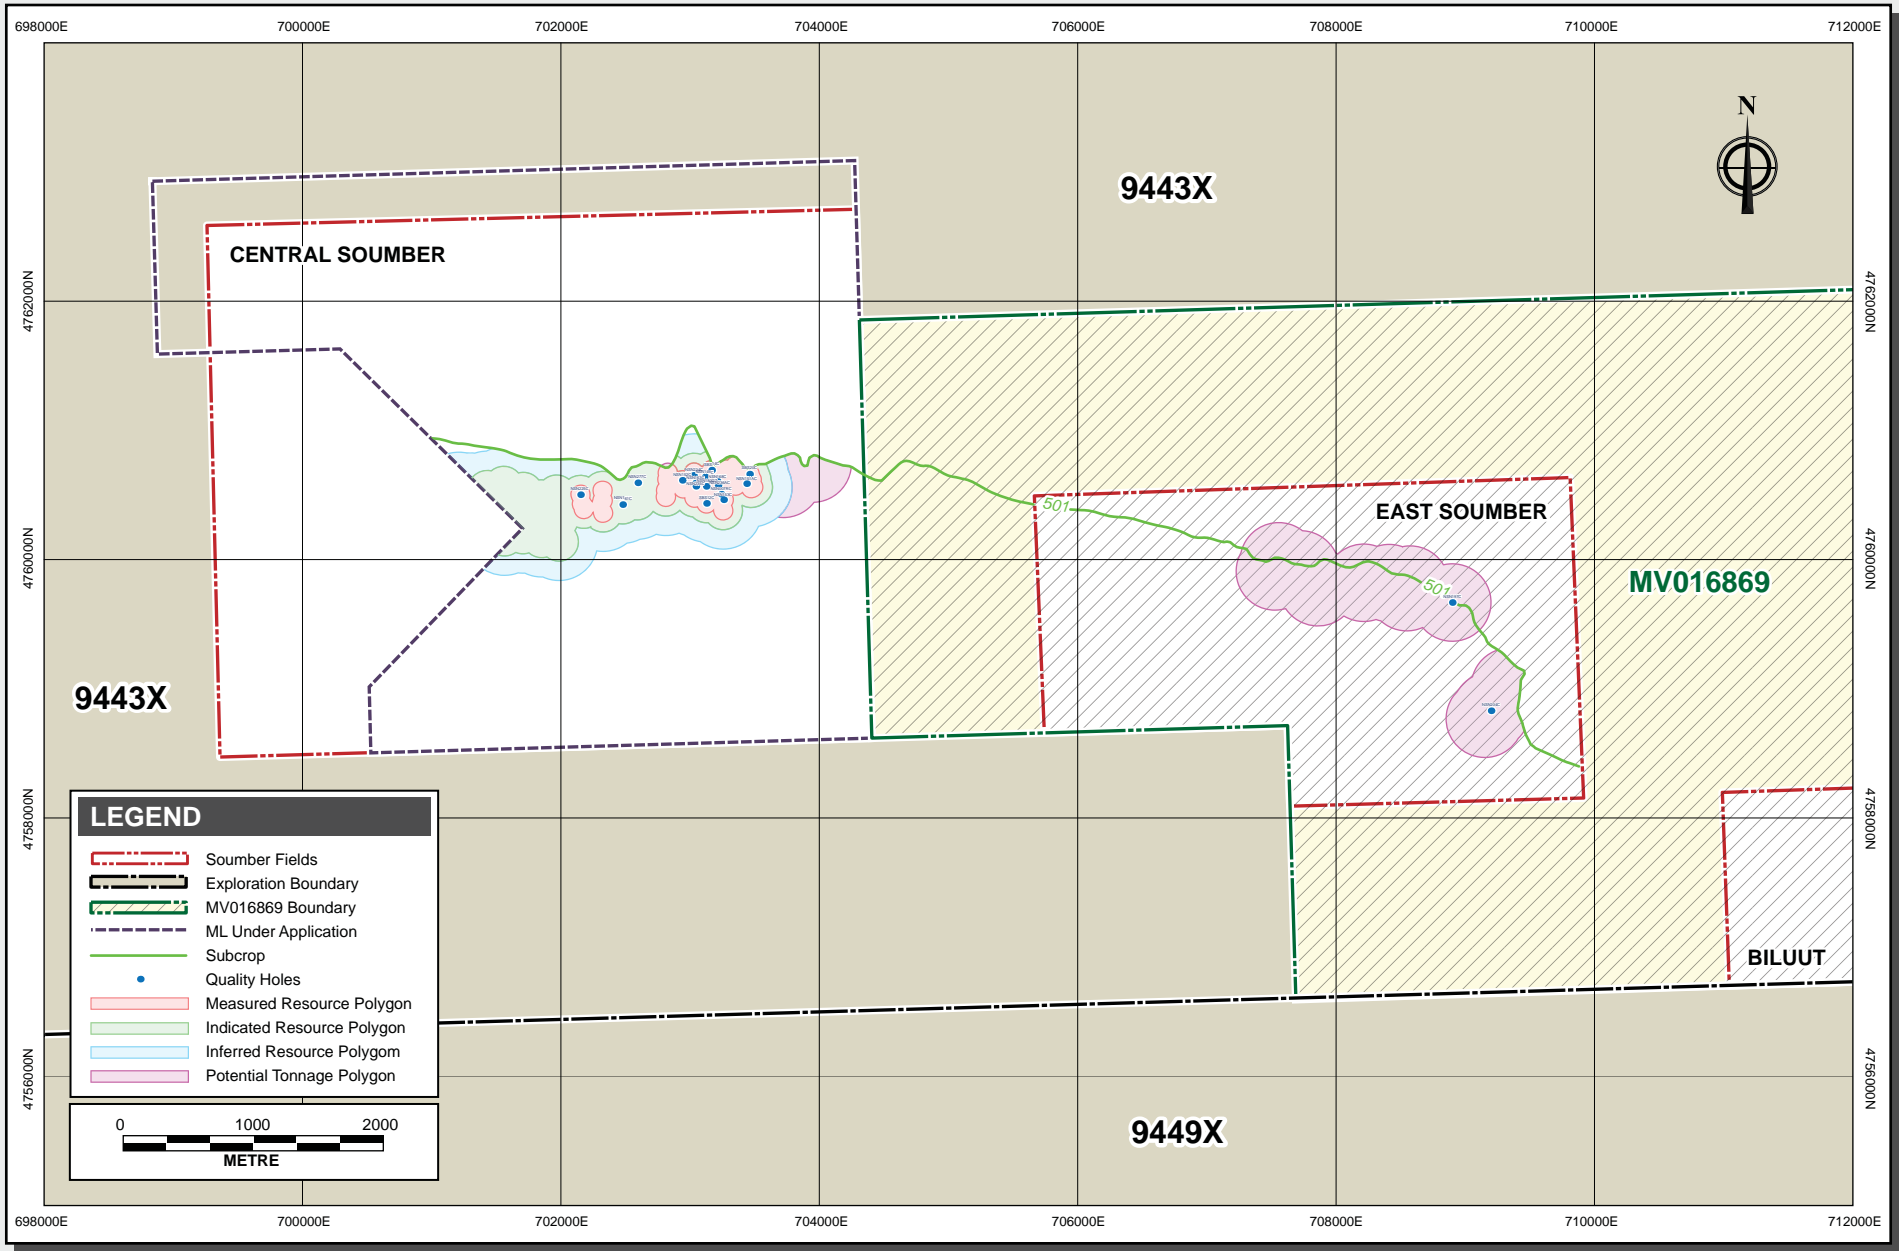 698000E 700000E 702000E 704000E 706000E 708000E 710000E 712000E
N
9443X
CENTRAL SOUMBER
4762000N
4762000N
501
EAST SOUMBER
4760000N
MV016869
4760000N
501
9443X
4758000N
4758000N
LEGEND
Soumber Fields
Exploration Boundary
MV016869 Boundary
ML Under Application
Subcrop
Quality Holes
Measured Resource Polygon
Indicated Resource Polygon
Inferred Resource Polygom
Potential Tonnage Polygon
BILUUT
4756000N
4756000N
0 1000 2000
METRE
9449X
698000E 700000E 702000E 704000E 706000E 708000E 710000E 712000E